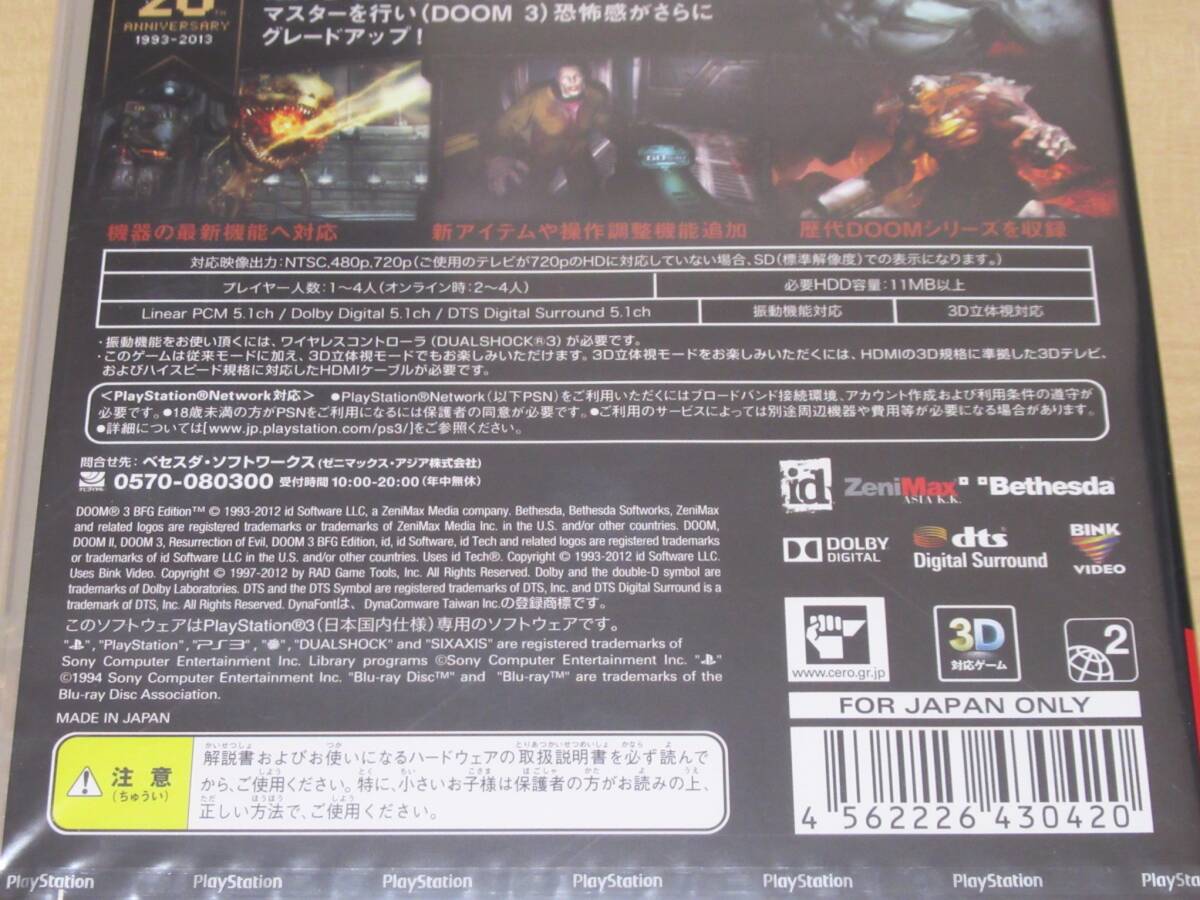 20TH
ANNIVERSARY
1993-2013
マスターを行い(DOOM 3)恐怖感がさらに
グレードアップ!
機器の最新機能へ対応
新アイテムや操作調整機能追加
歴代DOOMシリーズを収録
対応映像出力:NTSC,480p,720p(ご使用のテレビが720pのHDに対応していない場合、SD(標準解像度)での表示になります。)
プレイヤー人数:1~4人(オンライン時:2~4人)
必要HDD容量:11MB以上
Linear PCM 5.1ch / Dolby Digital 5.1ch / DTS Digital Surround 5.1ch
振動機能対応
3D立体視対応
・振動機能をお使い頂くには、ワイヤレスコントローラ(DUALSHOCK®3)が必要です。
・このゲームは従来モードに加え、3D立体視モードでもお楽しみいただけます。3D立体視モードをお楽しみいただくには、HDMIの3D規格に準拠した3Dテレビ、
およびハイスピード規格に対応したHDMIケーブルが必要です。
<PlayStation®Network対応> ●PlayStation®Network(以下PSN)をご利用いただくにはブロードバンド接続環境、アカウント作成および利用条件の遵守が
必要です。●18歳未満の方がPSNをご利用になるには保護者の同意が必要です。●ご利用のサービスによっては別途周辺機器や費用等が必要になる場合があります。
●詳細については[www.jp.playstation.com/ps3/]をご参照ください。
問合せ先:ベセスダ・ソフトワークス(ゼニマックス・アジア株式会社)
0570-080300 受付時間 10:00-20:00(年中無休)
id
ZeniMax
ASIA K.K.
Bethesda
DOOM® 3 BFG Edition™ © 1993-2012 id Software LLC, a ZeniMax Media company. Bethesda, Bethesda Softworks, ZeniMax
and related logos are registered trademarks or trademarks of ZeniMax Media Inc. in the U.S. and/or other countries. DOOM,
DOOM II, DOOM 3, Resurrection of Evil, DOOM 3 BFG Edition, id, id Software, id Tech and related logos are registered trademarks
or trademarks of id Software LLC in the U.S. and/or other countries. Uses id Tech®. Copyright © 1993-2012 id Software LLC.
Uses Bink Video. Copyright © 1997-2012 by RAD Game Tools, Inc. All Rights Reserved. Dolby and the double-D symbol are
trademarks of Dolby Laboratories. DTS and the DTS Symbol are registered trademarks of DTS, Inc. and DTS Digital Surround is a
trademark of DTS, Inc. All Rights Reserved. DynaFontは、DynaComware Taiwan Inc.の登録商標です。
DOLBY
DIGITAL
dts
Digital Surround
BINK
VIDEO
このソフトウェアはPlayStation®3(日本国内仕様)専用のソフトウェアです。
" ", "PlayStation", "PS3", " ", "DUALSHOCK" and "SIXAXIS" are registered trademarks of
Sony Computer Entertainment Inc. Library programs ©Sony Computer Entertainment Inc. " "
©1994 Sony Computer Entertainment Inc. "Blu-ray Disc™" and "Blu-ray™" are trademarks of the
Blu-ray Disc Association.
www.cero.gr.jp
3D
対応ゲーム
2
MADE IN JAPAN
FOR JAPAN ONLY
注意
(ちゅうい)
解説書およびお使いになるハードウェアの取扱説明書を必ず読んで
から、ご使用ください。特に、小さいお子様は保護者の方がお読みの上、
正しい方法で、ご使用ください。
4 562226 430420
PlayStation PlayStation PlayStation PlayStation PlayStation PlayStation PlaySta